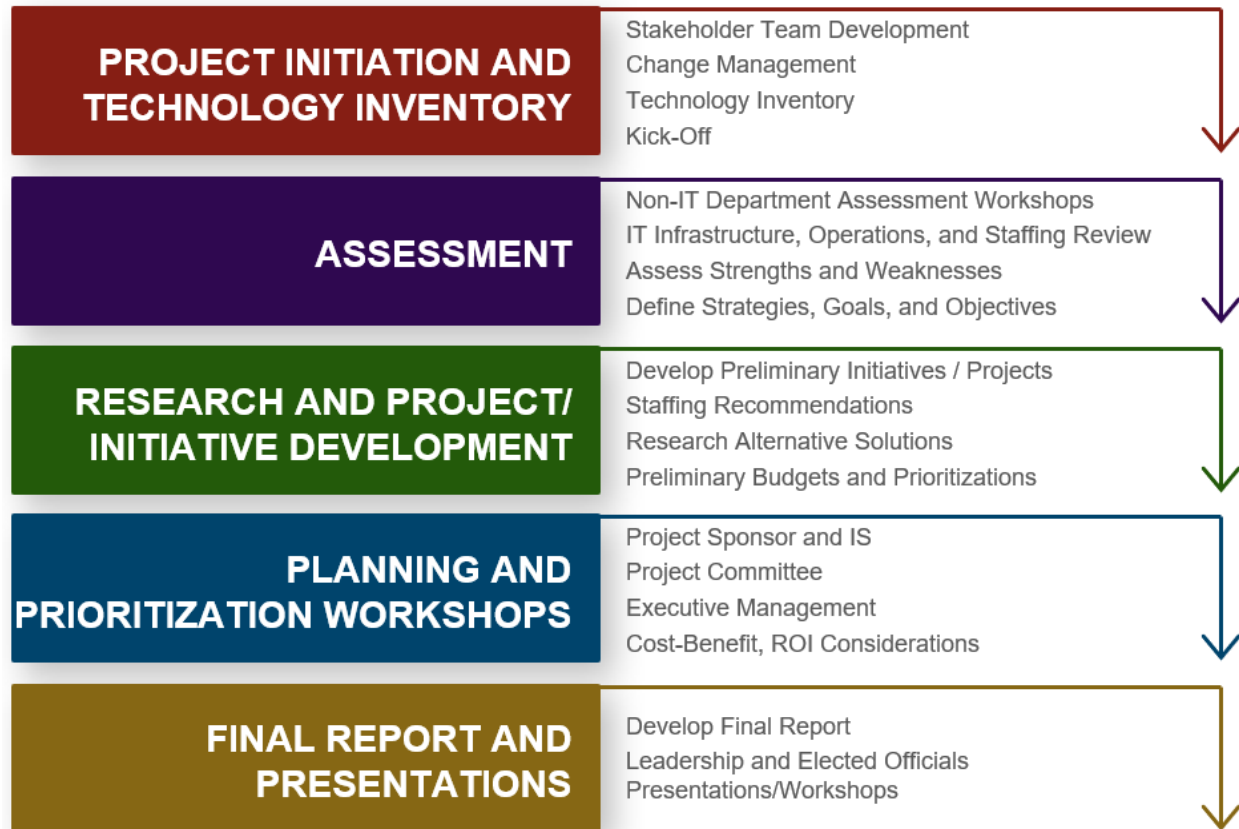 PROJECT INITIATION AND
TECHNOLOGY INVENTORY
Stakeholder Team Development
Change Management
Technology Inventory
Kick-Off
ASSESSMENT
Non-IT Department Assessment Workshops
IT Infrastructure, Operations, and Staffing Review
Assess Strengths and Weaknesses
Define Strategies, Goals, and Objectives
RESEARCH AND PROJECT/
INITIATIVE DEVELOPMENT
Develop Preliminary Initiatives / Projects
Staffing Recommendations
Research Alternative Solutions
Preliminary Budgets and Prioritizations
PLANNING AND
PRIORITIZATION WORKSHOPS
Project Sponsor and IS
Project Committee
Executive Management
Cost-Benefit, ROI Considerations
FINAL REPORT AND
PRESENTATIONS
Develop Final Report
Leadership and Elected Officials
Presentations/Workshops